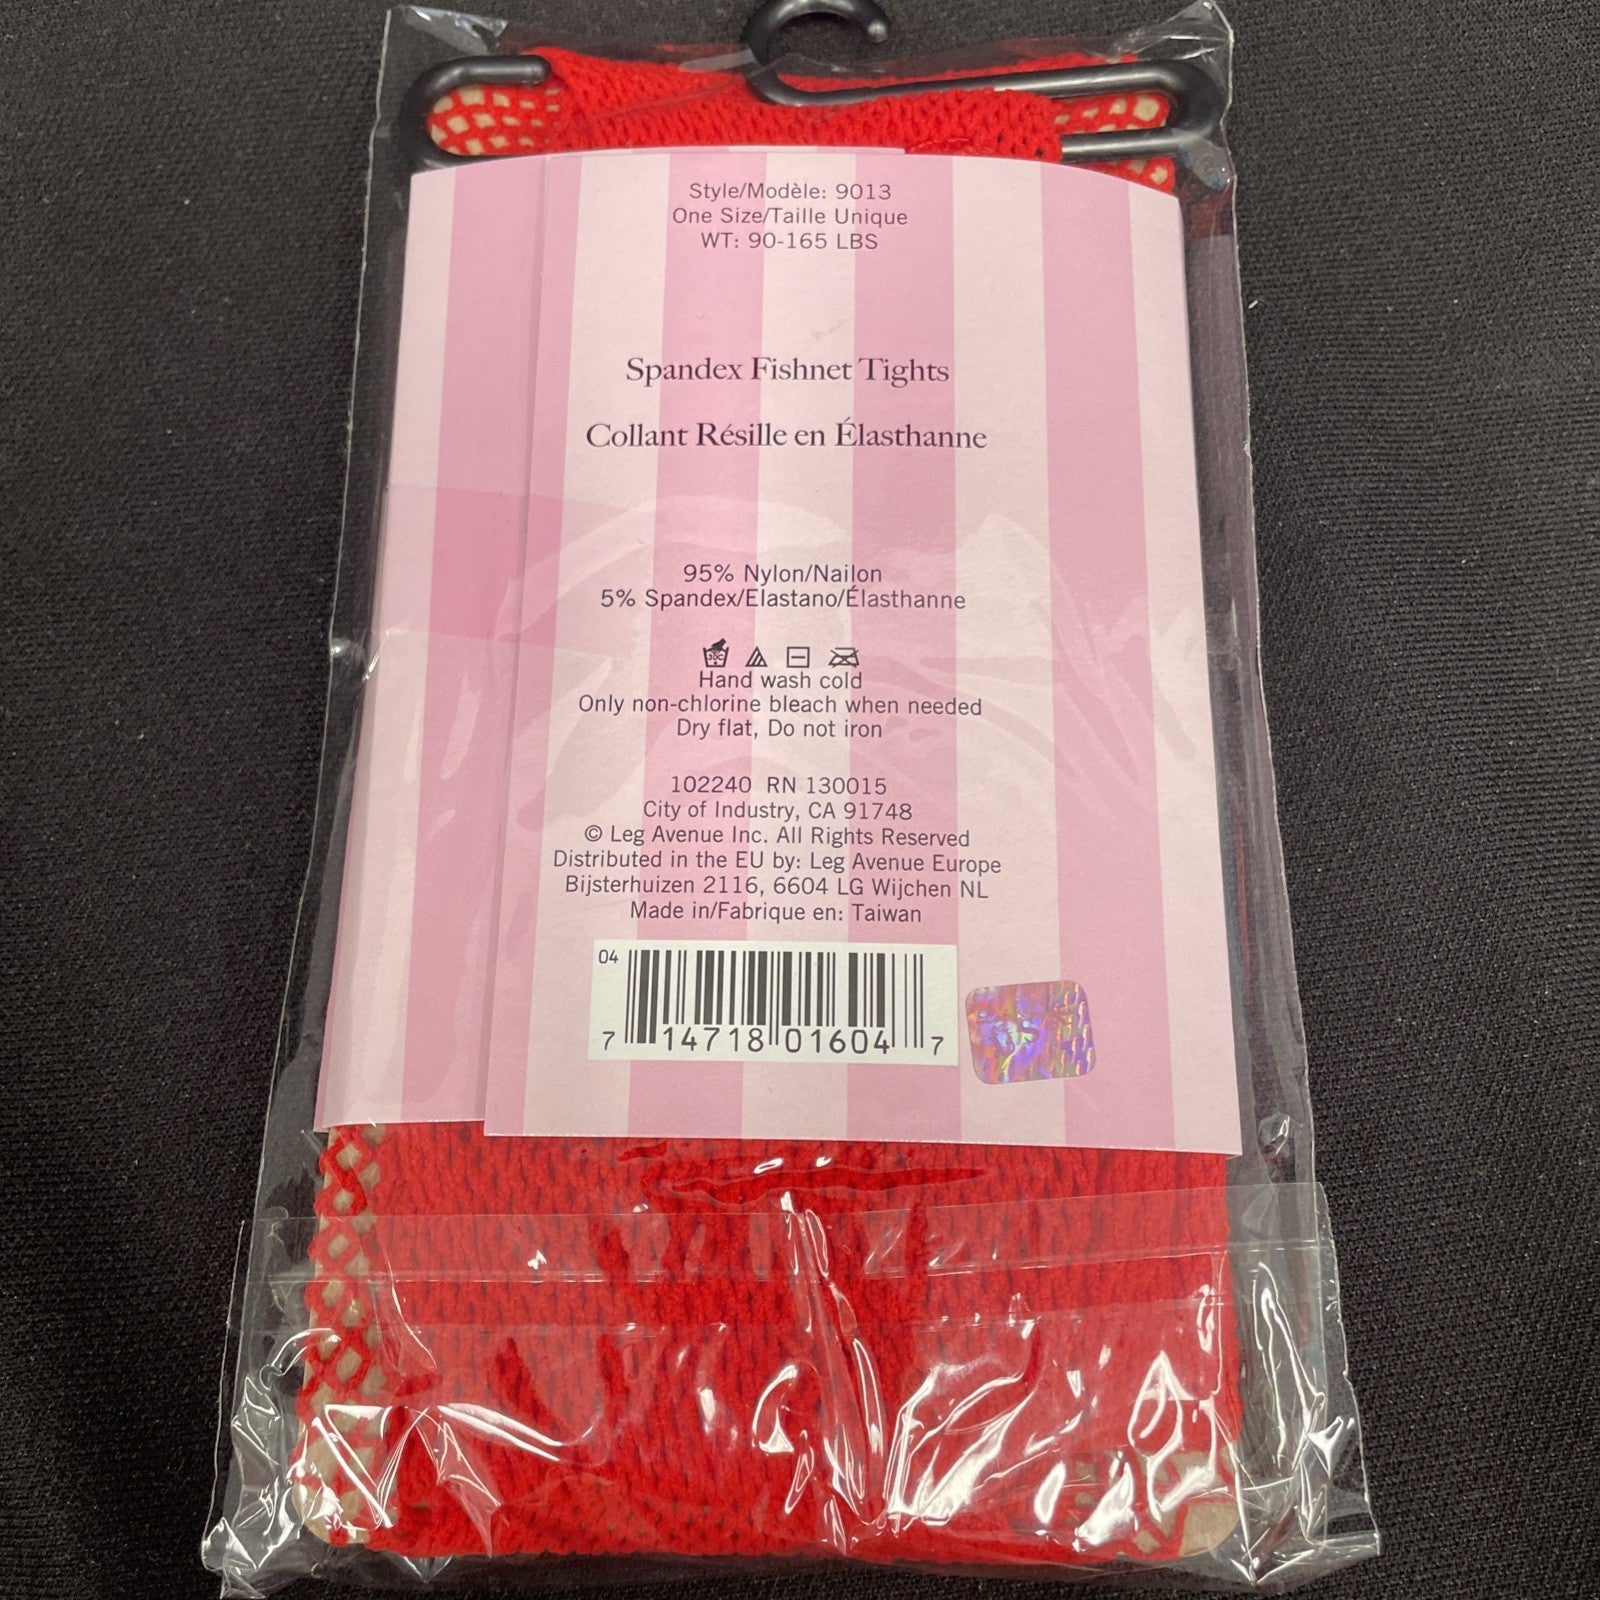 Style/Modèle: 9013
One Size/Taille Unique
WT: 90-165 LBS
Spandex Fishnet Tights
Collant Résille en Élasthanne
95% Nylon/Nailon
5% Spandex/Elastano/Élasthanne
30C
Hand wash cold
Only non-chlorine bleach when needed
Dry flat, Do not iron
102240 RN 130015
City of Industry, CA 91748
© Leg Avenue Inc. All Rights Reserved
Distributed in the EU by: Leg Avenue Europe
Bijsterhuizen 2116, 6604 LG Wijchen NL
Made in/Fabrique en: Taiwan
04
7 14718 01604 7